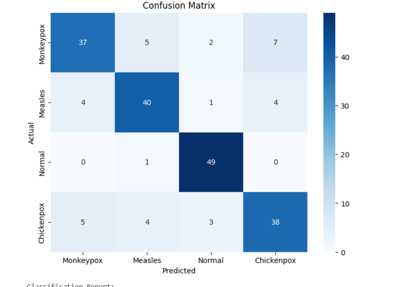 Confusion Matrix
Monkeypox 37 5 2 7
Measles 4 40 1 4
Normal 0 1 49 0
Chickenpox 5 4 3 38
Actual
Monkeypox Measles Normal Chickenpox
Predicted
40
30
20
10
0
Classification Report: